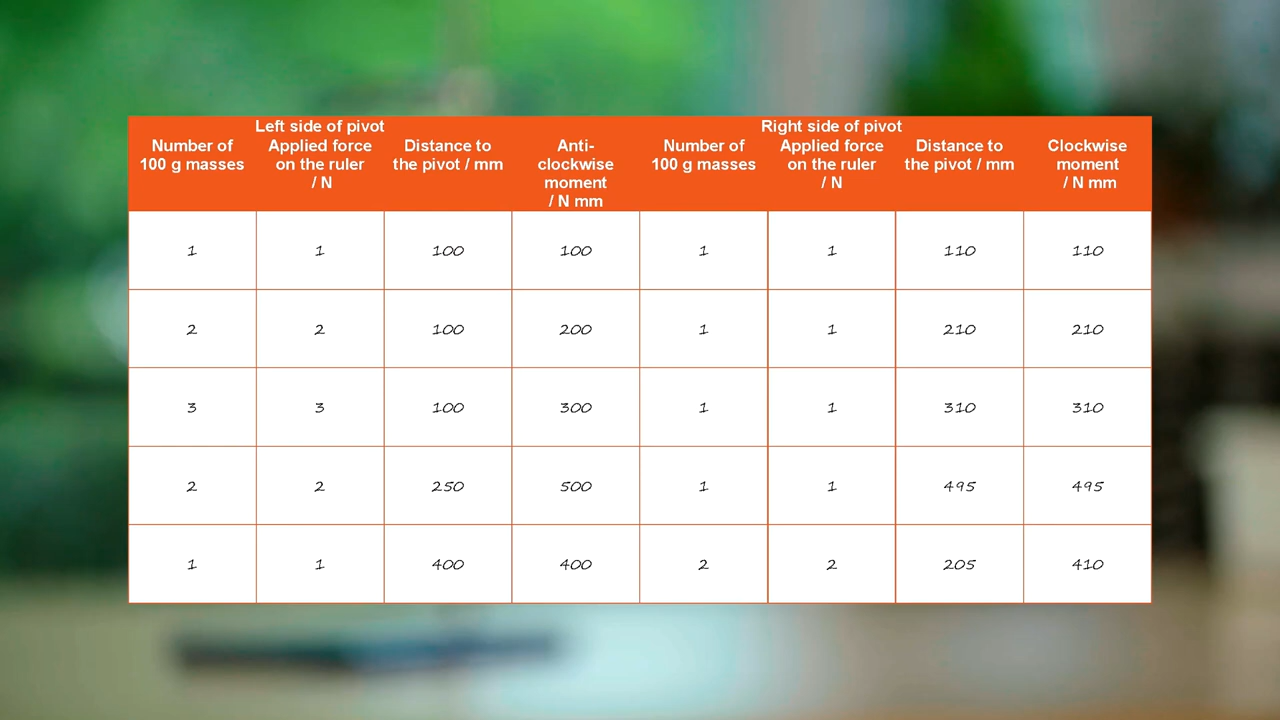 Left side of pivot
Right side of pivot
Number of 100 g masses
Applied force on the ruler / N
Distance to the pivot / mm
Anti-clockwise moment / N mm
Number of 100 g masses
Applied force on the ruler / N
Distance to the pivot / mm
Clockwise moment / N mm
1 1 100 100 1 1 110 110
2 2 100 200 1 1 210 210
3 3 100 300 1 1 310 310
2 2 250 500 1 1 495 495
1 1 400 400 2 2 205 410